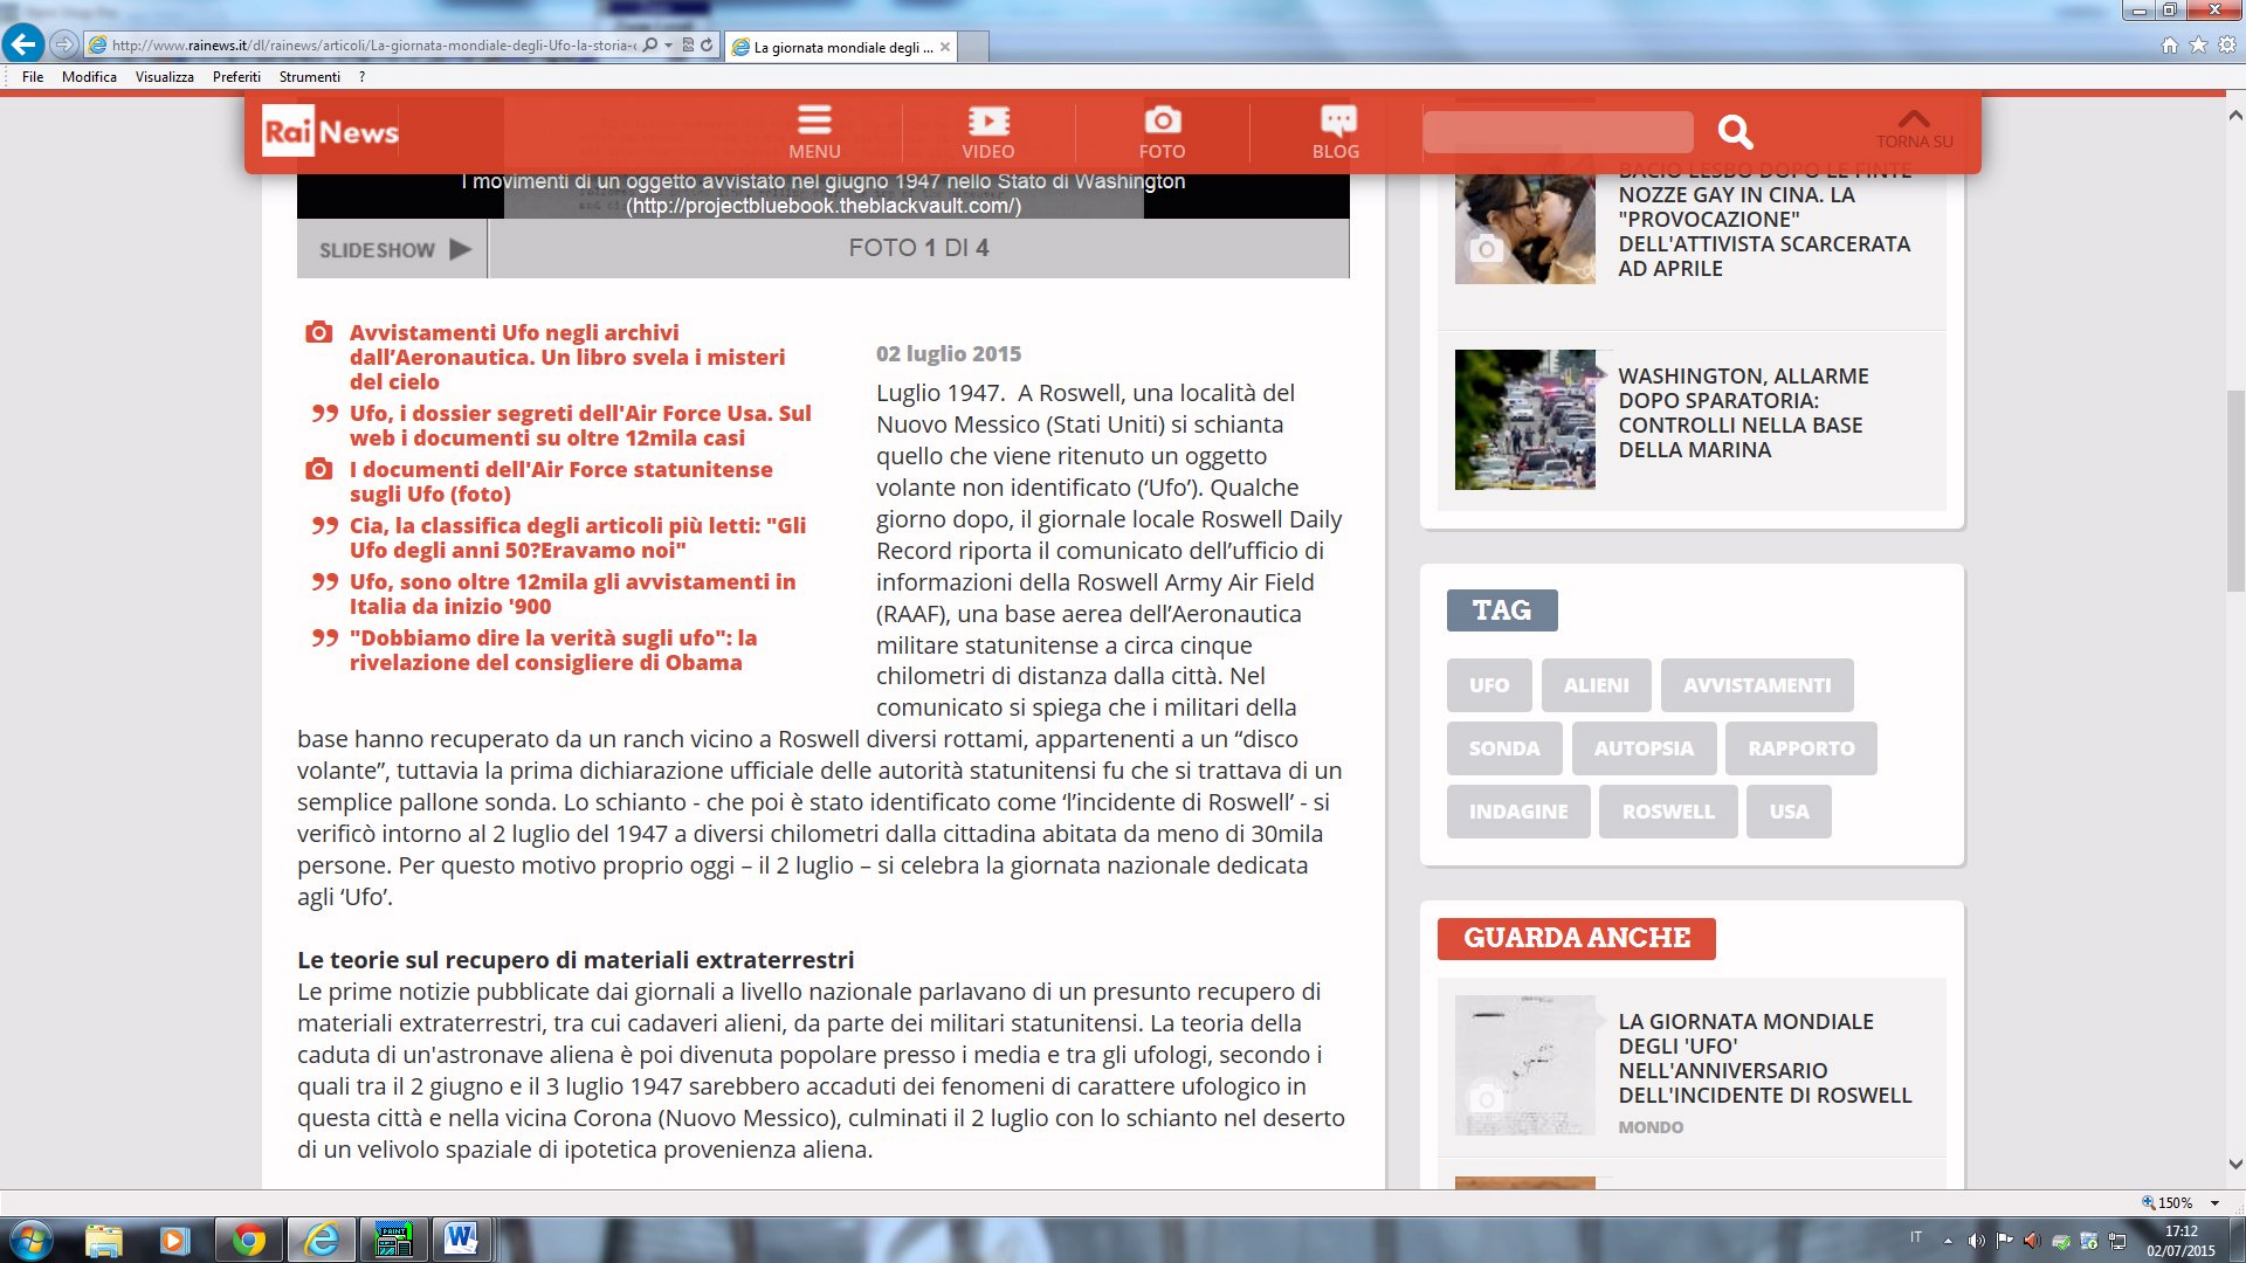 http://www.rainews.it/dl/rainews/articoli/La-giornata-mondiale-degli-Ufo-la-storia-
La giornata mondiale degli ...
File Modifica Visualizza Preferiti Strumenti ?
Rai News
MENU
VIDEO
FOTO
BLOG
TORNA SU
I movimenti di un oggetto avvistato nel giugno 1947 nello Stato di Washington
(http://projectbluebook.theblackvault.com/)
SLIDESHOW
FOTO 1 DI 4
Avvistamenti Ufo negli archivi
dall'Aeronautica. Un libro svela i misteri
del cielo
Ufo, i dossier segreti dell'Air Force Usa. Sul
web i documenti su oltre 12mila casi
I documenti dell'Air Force statunitense
sugli Ufo (foto)
Cia, la classifica degli articoli più letti: "Gli
Ufo degli anni 50?Eravamo noi"
Ufo, sono oltre 12mila gli avvistamenti in
Italia da inizio '900
"Dobbiamo dire la verità sugli ufo": la
rivelazione del consigliere di Obama
02 luglio 2015
Luglio 1947. A Roswell, una località del
Nuovo Messico (Stati Uniti) si schianta
quello che viene ritenuto un oggetto
volante non identificato (‘Ufo’). Qualche
giorno dopo, il giornale locale Roswell Daily
Record riporta il comunicato dell’ufficio di
informazioni della Roswell Army Air Field
(RAAF), una base aerea dell’Aeronautica
militare statunitense a circa cinque
chilometri di distanza dalla città. Nel
comunicato si spiega che i militari della
base hanno recuperato da un ranch vicino a Roswell diversi rottami, appartenenti a un “disco
volante”, tuttavia la prima dichiarazione ufficiale delle autorità statunitensi fu che si trattava di un
semplice pallone sonda. Lo schianto - che poi è stato identificato come ‘l’incidente di Roswell’ - si
verificò intorno al 2 luglio del 1947 a diversi chilometri dalla cittadina abitata da meno di 30mila
persone. Per questo motivo proprio oggi – il 2 luglio – si celebra la giornata nazionale dedicata
agli ‘Ufo’.
Le teorie sul recupero di materiali extraterrestri
Le prime notizie pubblicate dai giornali a livello nazionale parlavano di un presunto recupero di
materiali extraterrestri, tra cui cadaveri alieni, da parte dei militari statunitensi. La teoria della
caduta di un'astronave aliena è poi divenuta popolare presso i media e tra gli ufologi, secondo i
quali tra il 2 giugno e il 3 luglio 1947 sarebbero accaduti dei fenomeni di carattere ufologico in
questa città e nella vicina Corona (Nuovo Messico), culminati il 2 luglio con lo schianto nel deserto
di un velivolo spaziale di ipotetica provenienza aliena.
BACIO LESBO DOPO LE FINTE
NOZZE GAY IN CINA. LA
"PROVOCAZIONE"
DELL'ATTIVISTA SCARCERATA
AD APRILE
WASHINGTON, ALLARME
DOPO SPARATORIA:
CONTROLLI NELLA BASE
DELLA MARINA
TAG
UFO ALIENI AVVISTAMENTI
SONDA AUTOPSIA RAPPORTO
INDAGINE ROSWELL USA
GUARDA ANCHE
LA GIORNATA MONDIALE
DEGLI 'UFO'
NELL'ANNIVERSARIO
DELL'INCIDENTE DI ROSWELL
MONDO
150%
PAINT
W
IT
17:12
02/07/2015